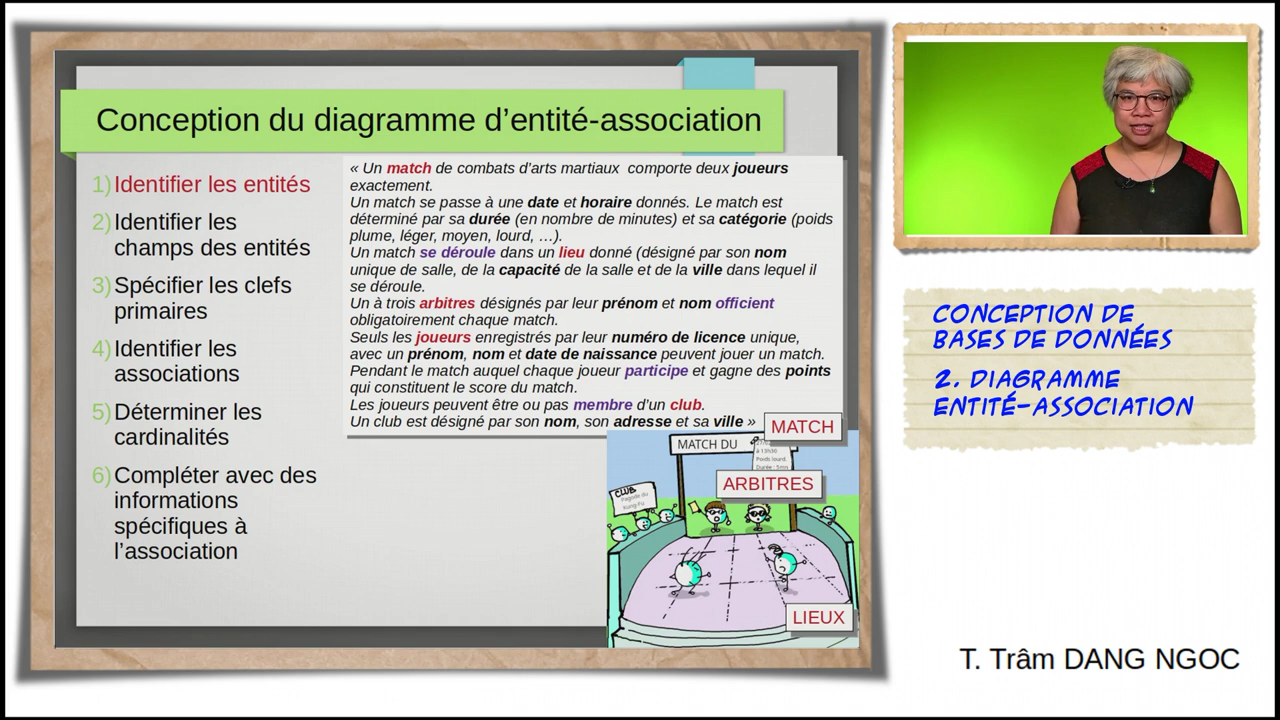 Conception du diagramme d'entité-association
1) Identifier les entités
2) Identifier les
champs des entités
3) Spécifier les clefs
primaires
4) Identifier les
associations
5) Déterminer les
cardinalités
6) Compléter avec des
informations
spécifiques à
l'association
« Un match de combats d'arts martiaux comporte deux joueurs
exactement.
Un match se passe à une date et horaire donnés. Le match est
déterminé par sa durée (en nombre de minutes) et sa catégorie (poids
plume, léger, moyen, lourd, …).
Un match se déroule dans un lieu donné (désigné par son nom
unique de salle, de la capacité de la salle et de la ville dans lequel il
se déroule.
Un à trois arbitres désignés par leur prénom et nom officient
obligatoirement chaque match.
Seuls les joueurs enregistrés par leur numéro de licence unique,
avec un prénom, nom et date de naissance peuvent jouer un match.
Pendant le match auquel chaque joueur participe et gagne des points
qui constituent le score du match.
Les joueurs peuvent être ou pas membre d'un club.
Un club est désigné par son nom, son adresse et sa ville »
MATCH
MATCH DU
à 13h30
Poids lourd
Durée : 5mn
ARBITRES
CLUB
Pagode du
Kung-Fu
LIEUX
CONCEPTION DE
BASES DE DONNÉES
2. DIAGRAMME
ENTITÉ-ASSOCIATION
T. Trâm DANG NGOC